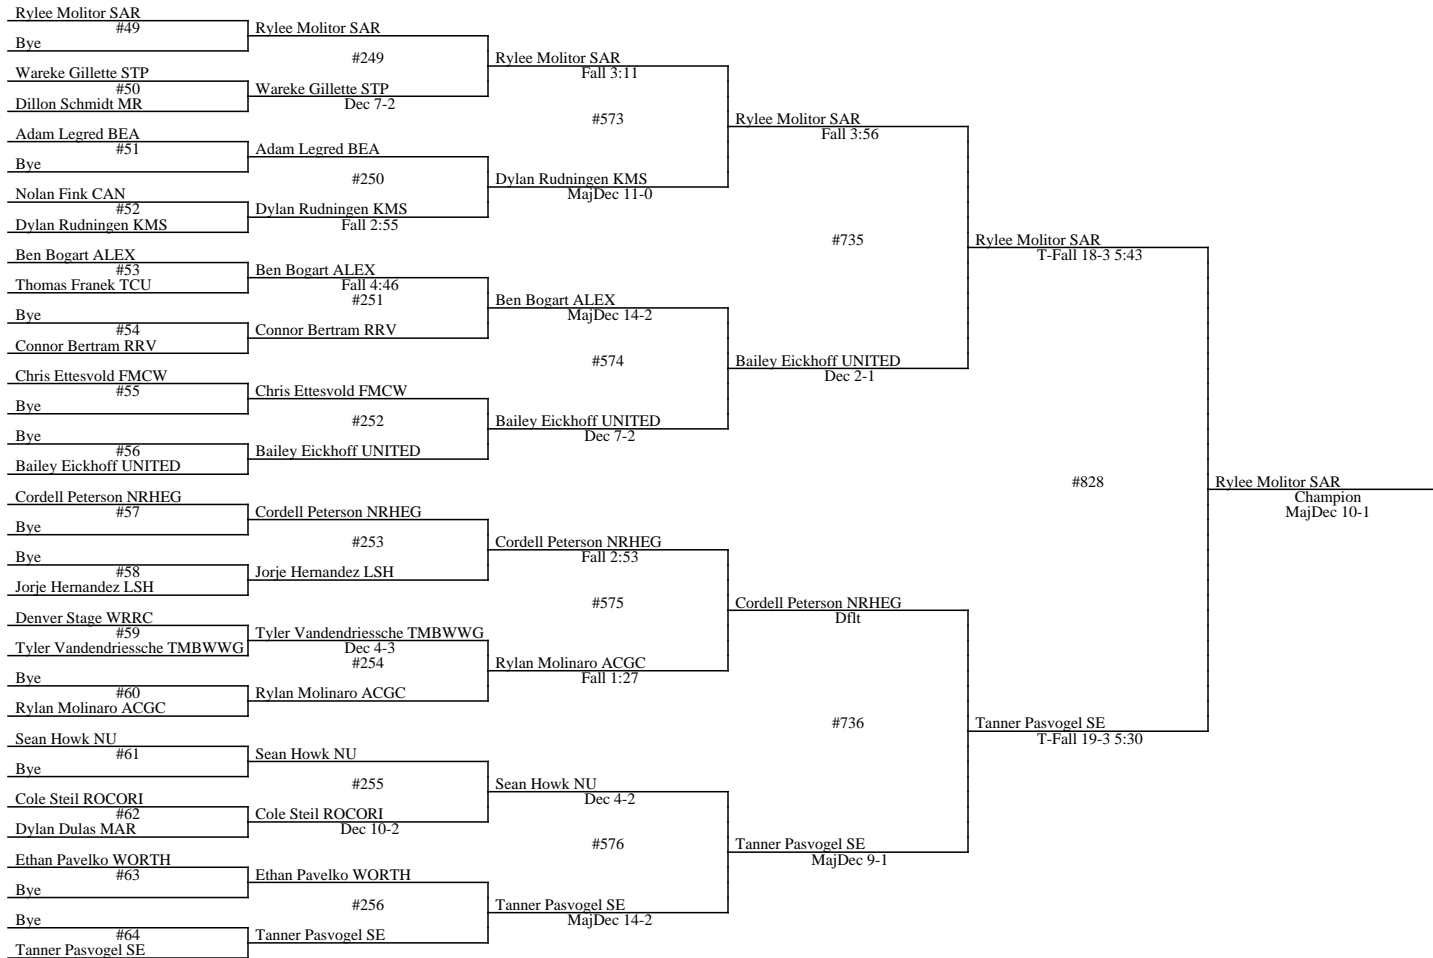 Rylee Molitor SAR
#49
Bye
Rylee Molitor SAR
#249
Wareke Gillette STP
#50
Dillon Schmidt MR
Wareke Gillette STP
Dec 7-2
Rylee Molitor SAR
Fall 3:11
#573
Adam Legred BEA
#51
Bye
Adam Legred BEA
#250
Nolan Fink CAN
#52
Dylan Rudningen KMS
Dylan Rudningen KMS
Fall 2:55
Dylan Rudningen KMS
MajDec 11-0
Rylee Molitor SAR
Fall 3:56
#735
Ben Bogart ALEX
#53
Thomas Franek TCU
Ben Bogart ALEX
Fall 4:46
#251
Bye
#54
Connor Bertram RRV
Connor Bertram RRV
Ben Bogart ALEX
MajDec 14-2
#574
Chris Ettesvold FMCW
#55
Bye
Chris Ettesvold FMCW
#252
Bye
#56
Bailey Eickhoff UNITED
Bailey Eickhoff UNITED
Bailey Eickhoff UNITED
Dec 7-2
Bailey Eickhoff UNITED
Dec 2-1
Rylee Molitor SAR
T-Fall 18-3 5:43
#828
Cordell Peterson NRHEG
#57
Bye
Cordell Peterson NRHEG
#253
Bye
#58
Jorje Hernandez LSH
Jorje Hernandez LSH
Cordell Peterson NRHEG
Fall 2:53
#575
Denver Stage WRRC
#59
Tyler Vandendriessche TMBWWG
Tyler Vandendriessche TMBWWG
Dec 4-3
#254
Bye
#60
Rylan Molinaro ACGC
Rylan Molinaro ACGC
Rylan Molinaro ACGC
Fall 1:27
Cordell Peterson NRHEG
Dflt
#736
Sean Howk NU
#61
Bye
Sean Howk NU
#255
Cole Steil ROCORI
#62
Dylan Dulas MAR
Cole Steil ROCORI
Dec 10-2
Sean Howk NU
Dec 4-2
#576
Ethan Pavelko WORTH
#63
Bye
Ethan Pavelko WORTH
#256
Bye
#64
Tanner Pasvogel SE
Tanner Pasvogel SE
Tanner Pasvogel SE
MajDec 14-2
Tanner Pasvogel SE
MajDec 9-1
Tanner Pasvogel SE
T-Fall 19-3 5:30
Rylee Molitor SAR
Champion
MajDec 10-1